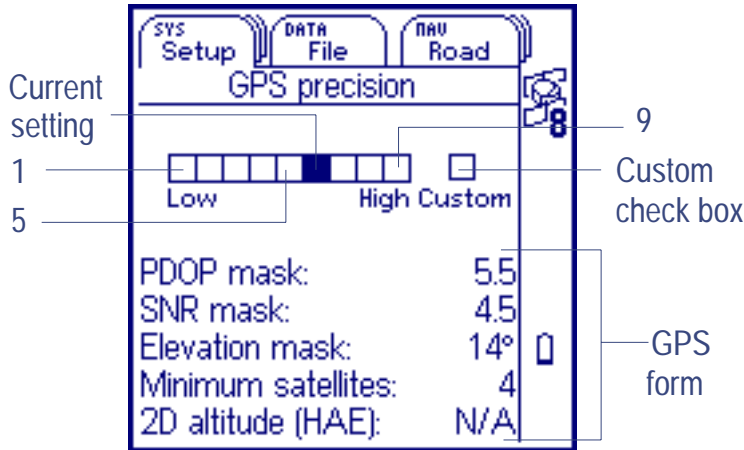 SYS DATA NAV
Setup File Road
GPS precision
8
Current
setting
9
1
5
Low High Custom
Custom
check box
PDOP mask: 5.5
SNR mask: 4.5
Elevation mask: 14°
Minimum satellites: 4
2D altitude (HAE): N/A
GPS
form